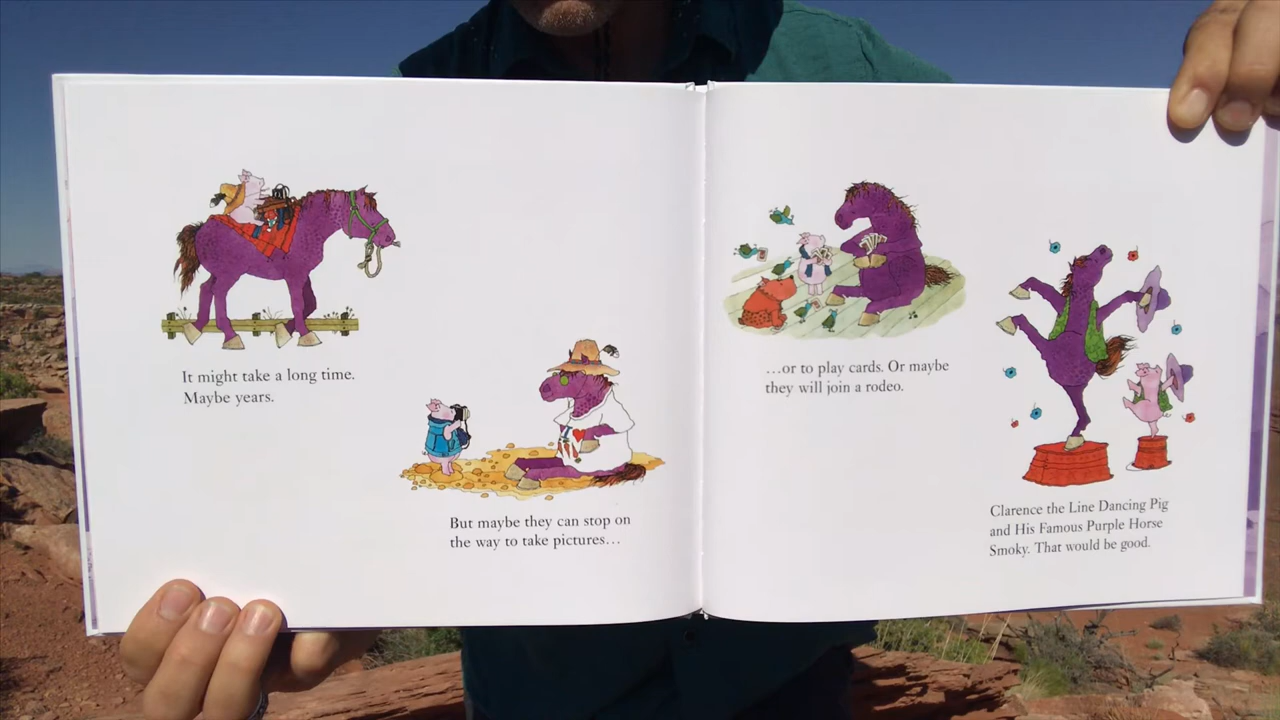 It might take a long time.
Maybe years.
But maybe they can stop on
the way to take pictures…
…or to play cards. Or maybe
they will join a rodeo.
Clarence the Line Dancing Pig
and His Famous Purple Horse
Smoky. That would be good.